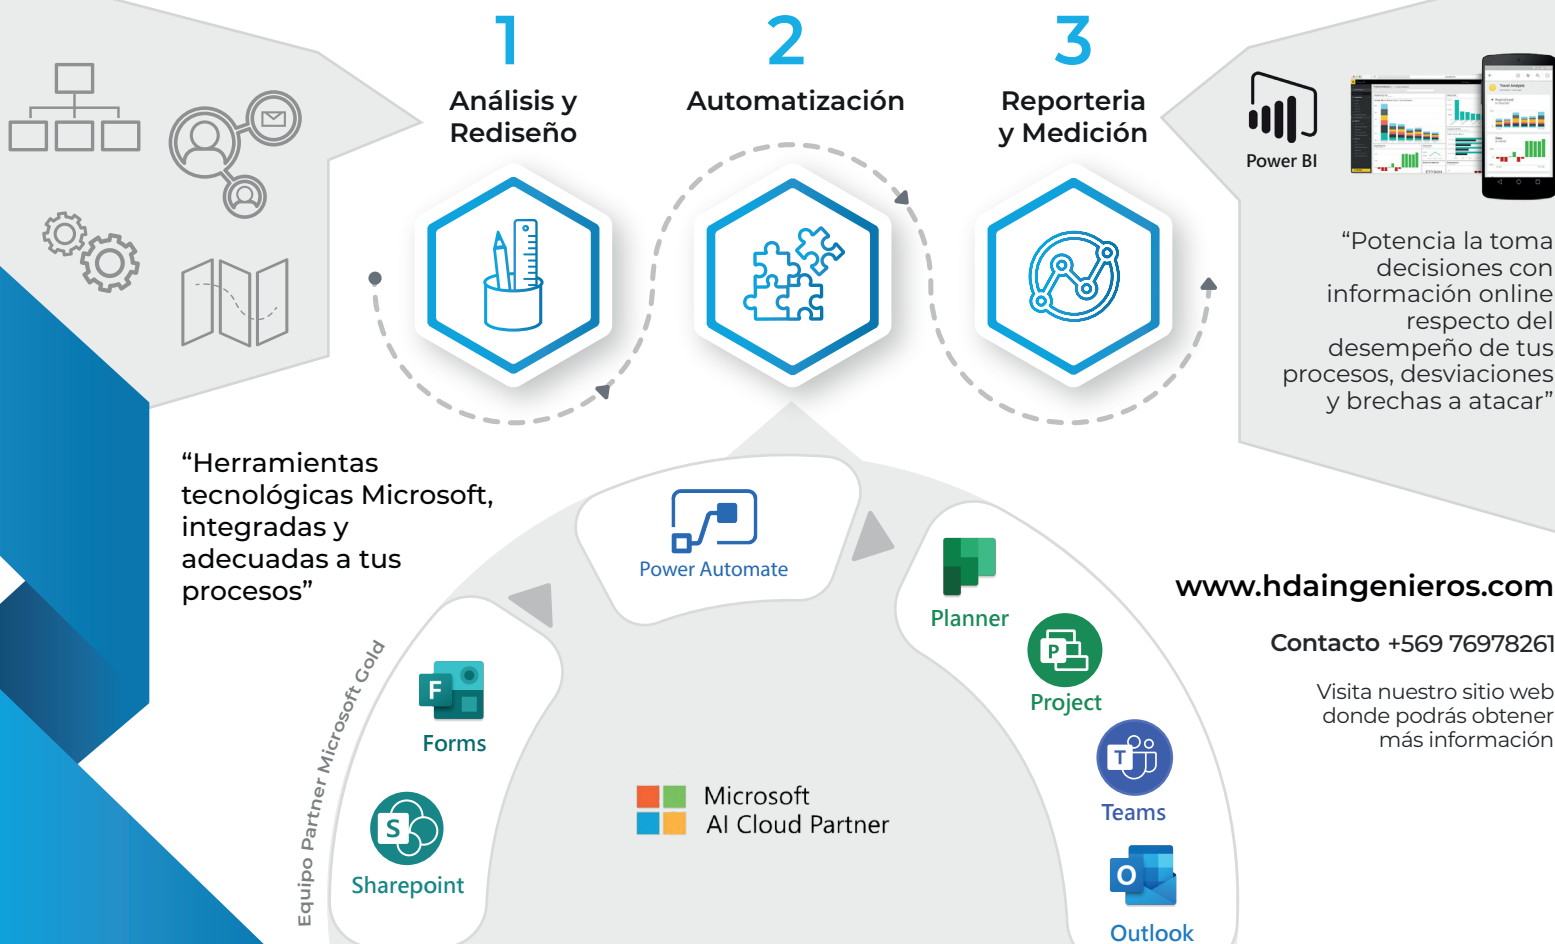 1
Análisis y
Rediseño
2
Automatización
3
Reporteria
y Medición
Power BI
“Potencia la toma
decisiones con
información online
respecto del
desempeño de tus
procesos, desviaciones
y brechas a atacar”
“Herramientas
tecnológicas Microsoft,
integradas y
adecuadas a tus
procesos”
Power Automate
Planner
Project
Teams
Outlook
Forms
Sharepoint
Equipo Partner Microsoft Gold
Microsoft
AI Cloud Partner
www.hdaingenieros.com
Contacto +569 76978261
Visita nuestro sitio web
donde podrás obtener
más información